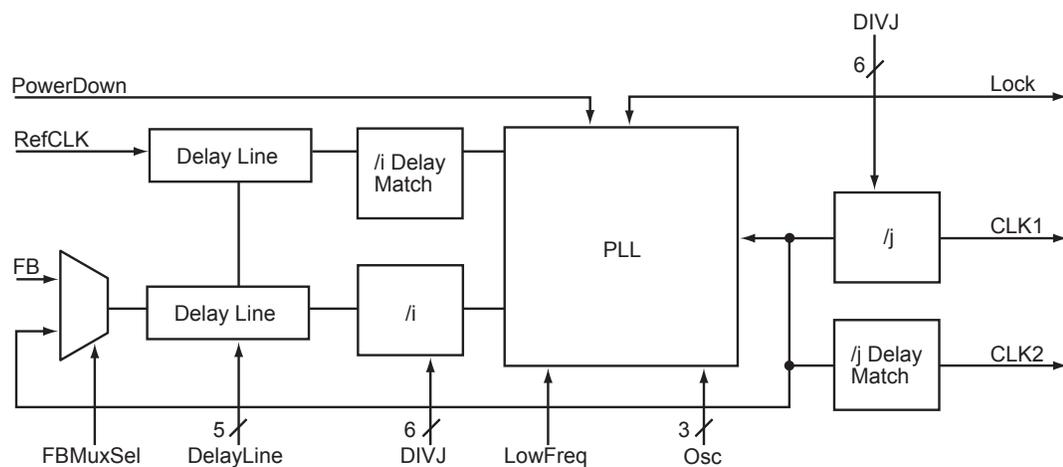 DIVJ
6
PowerDown
Lock
RefCLK
Delay Line
/i Delay
Match
PLL
/j
CLK1
FB
Delay Line
/i
/j Delay
Match
CLK2
5
6
3
FBMuxSel
DelayLine
DIVJ
LowFreq
Osc